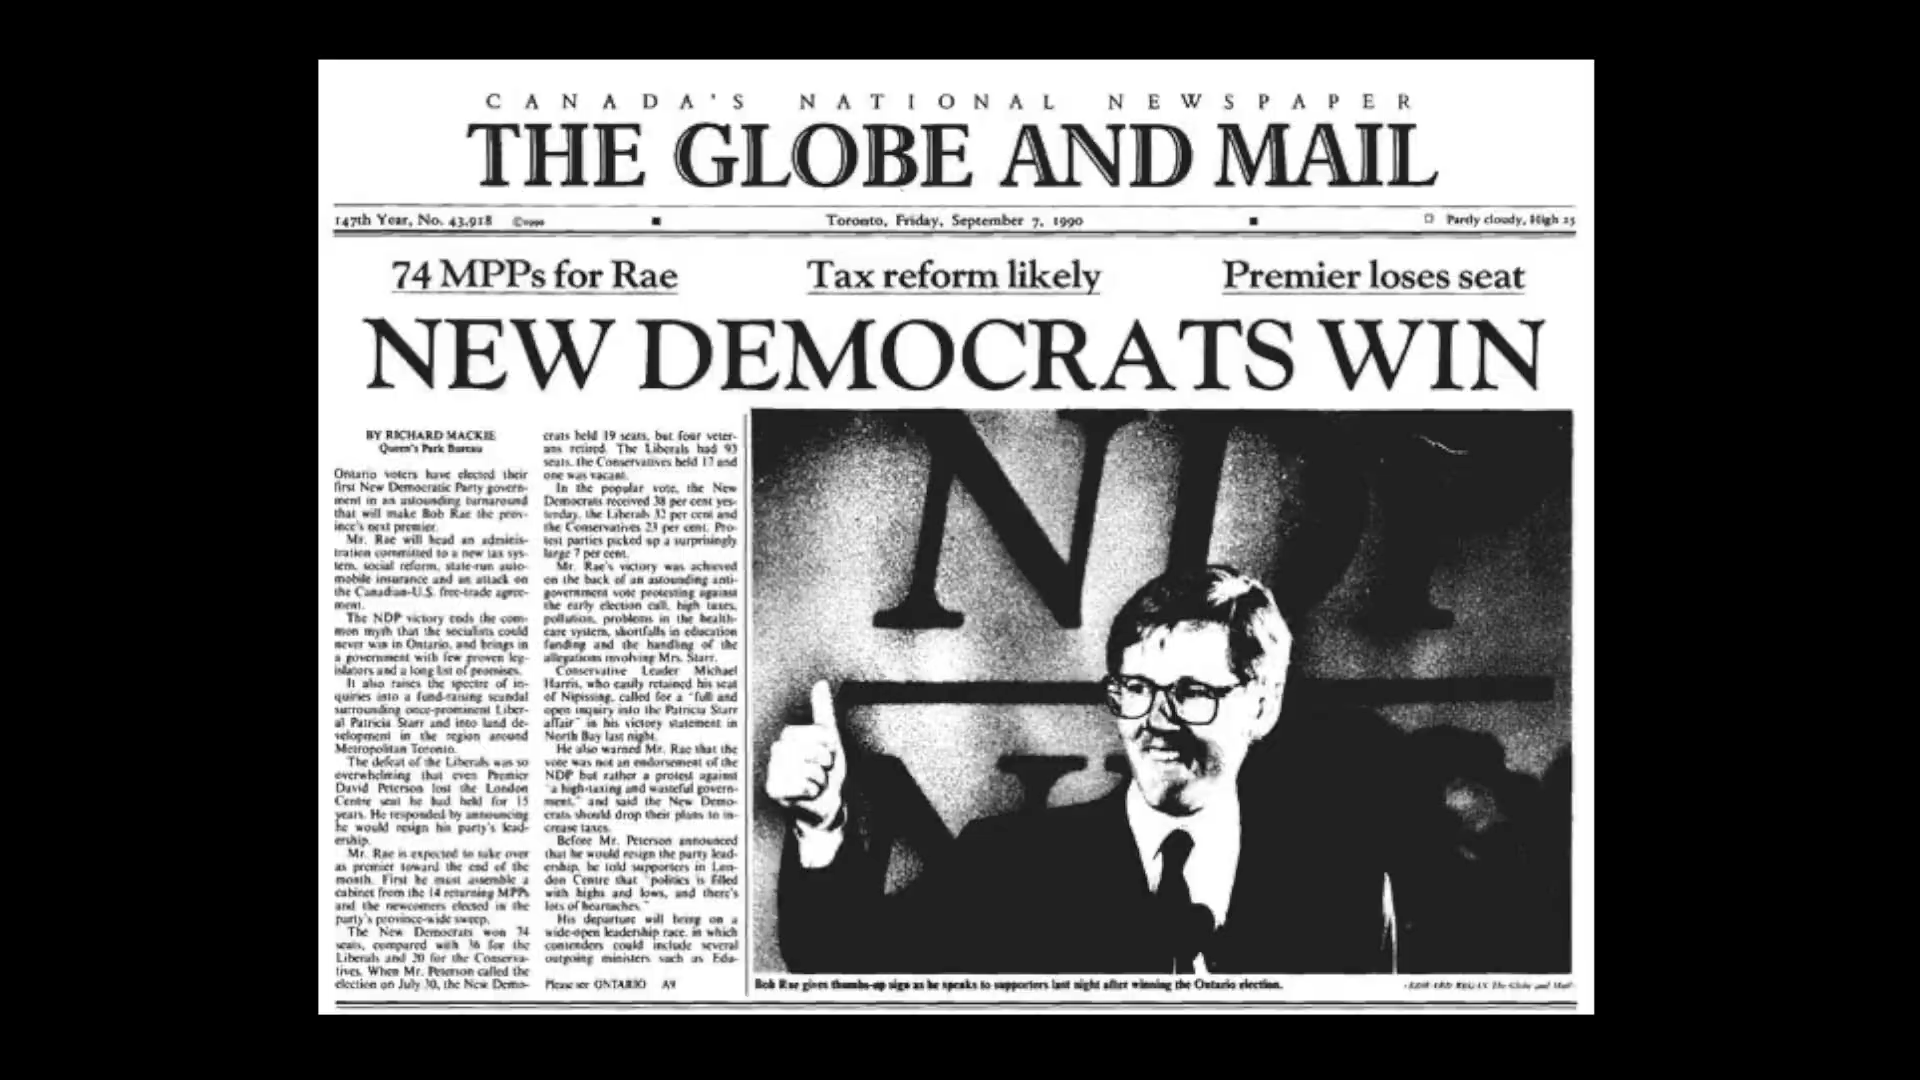 CANADA'S NATIONAL NEWSPAPER
THE GLOBE AND MAIL
147th Year, No. 43,918 ©1990 ■ Toronto, Friday, September 7, 1990 ■ Partly cloudy, High 25
74 MPPs for Rae
Tax reform likely
Premier loses seat
NEW DEMOCRATS WIN
BY RICHARD MACKIE
Queen's Park Bureau
Ontario voters have elected their
first New Democratic Party govern-
ment in an astounding turnaround
that will make Bob Rae the prov-
ince's next premier.
Mr. Rae will head an adminis-
tration committed to a new tax sys-
tem, social reform, state-run auto-
mobile insurance and an attack on
the Canadian-U.S. free-trade agree-
ment.
The NDP victory ends the com-
mon myth that the socialists could
never win in Ontario, and brings in
a government with few proven leg-
islators and a long list of promises.
It also raises the spectre of in-
quiries into a fund-raising scandal
surrounding once-prominent Liber-
al Patricia Starr and into land de-
velopment in the region around
Metropolitan Toronto.
The defeat of the Liberals was so
overwhelming that even Premier
David Peterson lost the London
Centre seat he had held for 15
years. He responded by announcing
he would resign his party's lead-
ership.
Mr. Rae is expected to take over
as premier toward the end of the
month. First he must assemble a
cabinet from the 14 returning MPPs
and the newcomers elected in the
party's province-wide sweep.
The New Democrats won 74
seats, compared with 36 for the
Liberals and 20 for the Conserva-
tives. When Mr. Peterson called the
election on July 30, the New Demo-
crats held 19 seats, but four veter-
ans retired. The Liberals had 93
seats, the Conservatives held 17 and
one was vacant.
In the popular vote, the New
Democrats received 38 per cent yes-
terday, the Liberals 32 per cent and
the Conservatives 23 per cent. Pro-
test parties picked up a surprisingly
large 7 per cent.
Mr. Rae's victory was achieved
on the back of an astounding anti-
government vote protesting against
the early election call, high taxes,
pollution, problems in the health-
care system, shortfalls in education
funding and the handling of the
allegations involving Mrs. Starr.
Conservative Leader Michael
Harris, who easily retained his seat
of Nipissing, called for a "full and
open inquiry into the Patricia Starr
affair" in his victory statement in
North Bay last night.
He also warned Mr. Rae that the
vote was not an endorsement of the
NDP but rather a protest against
"a high-taxing and wasteful govern-
ment," and said the New Demo-
crats should drop their plans to in-
crease taxes.
Before Mr. Peterson announced
that he would resign the party lead-
ership, he told supporters in Lon-
don Centre that "politics is filled
with highs and lows, and there's
lots of heartaches."
His departure will bring on a
wide-open leadership race, in which
contenders could include several
outgoing ministers such as Edu-
Please see ONTARIO A9
NDP
Bob Rae gives thumbs-up sign as he speaks to supporters last night after winning the Ontario election.
EDWARD REGAN The Globe and Mail